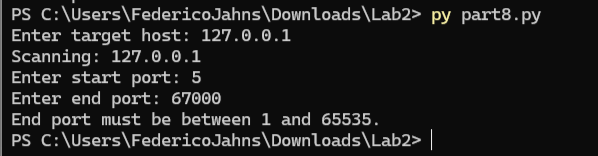 PS C:\Users\FedericoJahns\Downloads\Lab2> py part8.py
Enter target host: 127.0.0.1
Scanning: 127.0.0.1
Enter start port: 5
Enter end port: 67000
End port must be between 1 and 65535.
PS C:\Users\FedericoJahns\Downloads\Lab2>